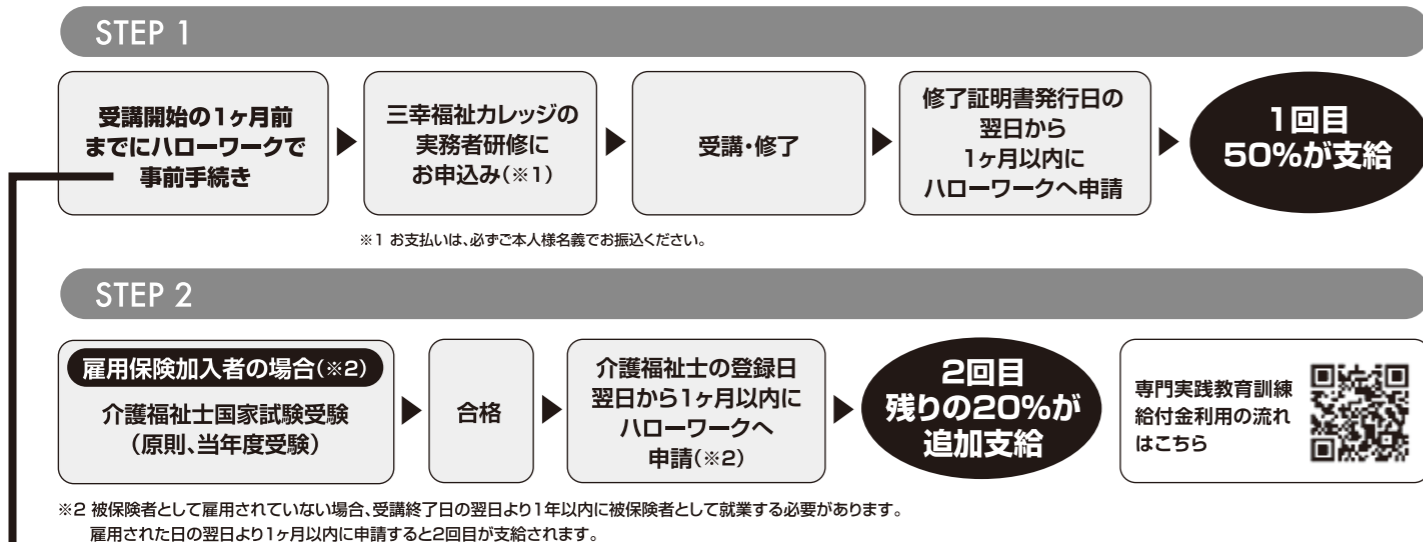 STEP 1
受講開始の1ヶ月前
までにハローワークで
事前手続き
三幸福祉カレッジの
実務者研修に
お申込み(※1)
受講・修了
修了証明書発行日の
翌日から
1ヶ月以内に
ハローワークへ申請
1回目
50%が支給
※1 お支払いは、必ずご本人様名義でお振込ください。
STEP 2
雇用保険加入者の場合(※2)
介護福祉士国家試験受験
(原則、当年度受験)
合格
介護福祉士の登録日
翌日から1ヶ月以内に
ハローワークへ
申請(※2)
2回目
残りの20%が
追加支給
専門実践教育訓練
給付金利用の流れ
はこちら
※2 被保険者として雇用されていない場合、受講終了日の翌日より1年以内に被保険者として就業する必要があります。
雇用された日の翌日より1ヶ月以内に申請すると2回目が支給されます。